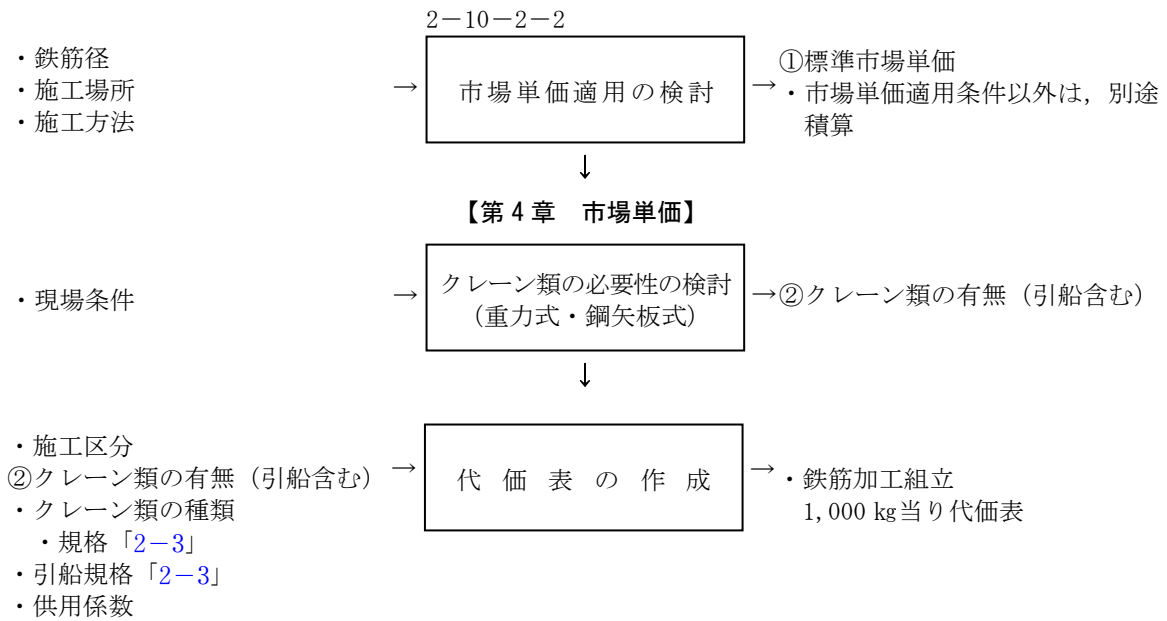 2－10－2－2
・鉄筋径
・施工場所
・施工方法
→
市場単価適用の検討
→
①標準市場単価
・市場単価適用条件以外は，別途
積算
↓
【第4章　市場単価】
・現場条件
→
クレーン類の必要性の検討
（重力式・鋼矢板式）
→②クレーン類の有無（引船含む）
↓
・施工区分
②クレーン類の有無（引船含む）
・クレーン類の種類
・規格「2－3」
・引船規格「2－3」
・供用係数
→
代価表の作成
→
・鉄筋加工組立
1,000 kg当り代価表